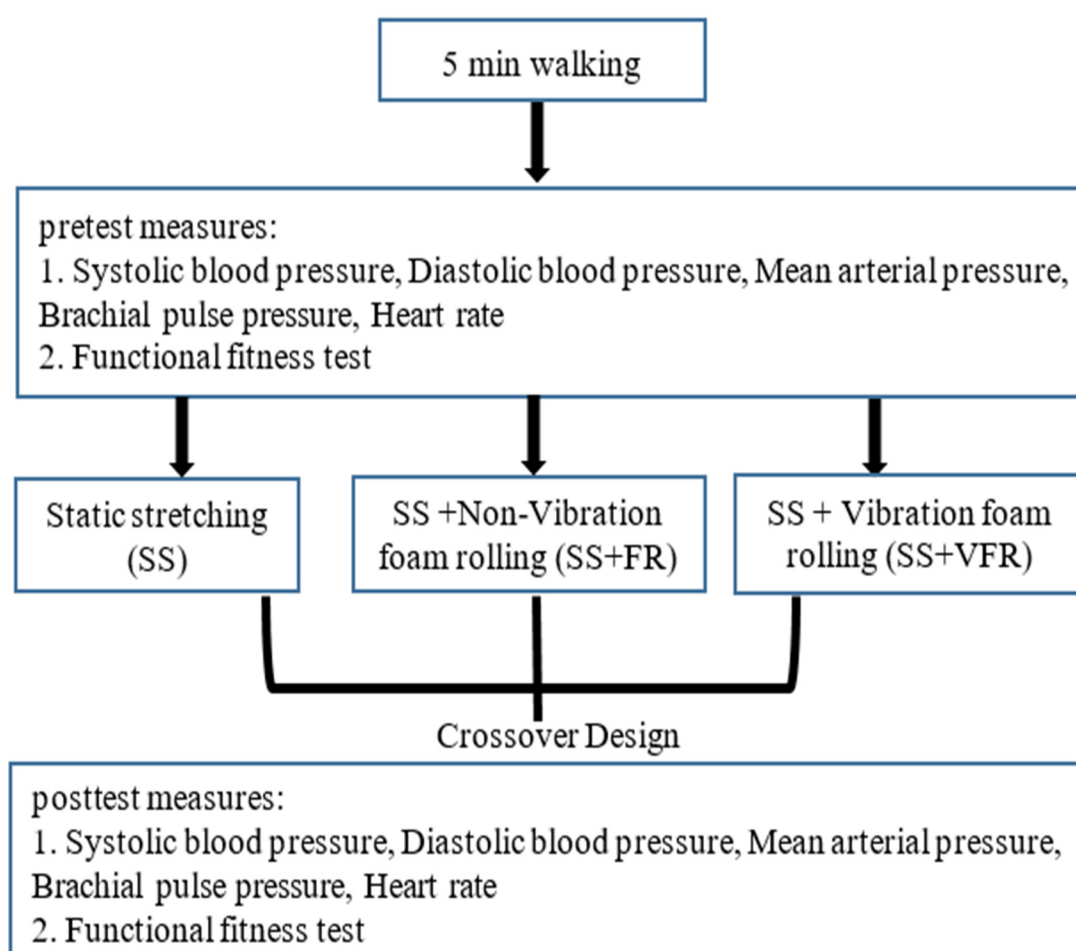 5 min walking
pretest measures:
1. Systolic blood pressure, Diastolic blood pressure, Mean arterial pressure,
Brachial pulse pressure, Heart rate
2. Functional fitness test
Static stretching
(SS)
SS +Non-Vibration
foam rolling (SS+FR)
SS + Vibration foam
rolling (SS+VFR)
Crossover Design
posttest measures:
1. Systolic blood pressure, Diastolic blood pressure, Mean arterial pressure,
Brachial pulse pressure, Heart rate
2. Functional fitness test